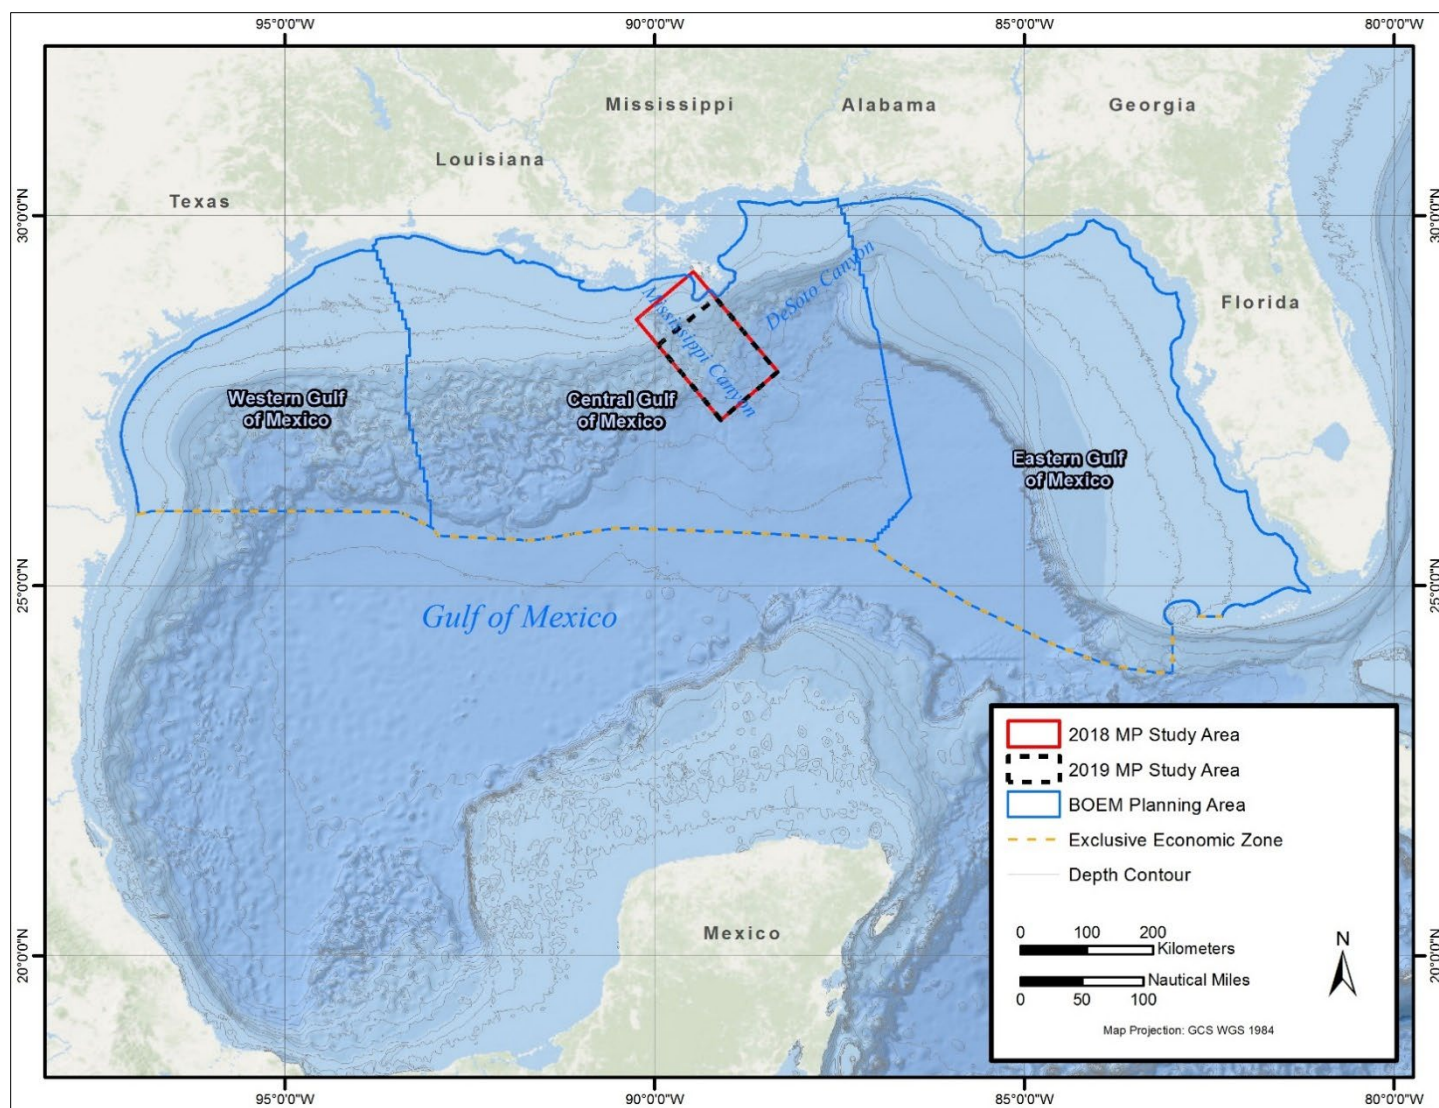 95°0'0"W
90°0'0"W
85°0'0"W
80°0'0"W
Mississippi
Alabama
Georgia
Louisiana
Texas
30°0'0"N
30°0'0"N
DeSoto Canyon
Mississippi Canyon
Florida
Western Gulf
of Mexico
Central Gulf
of Mexico
Eastern Gulf
of Mexico
25°0'0"N
25°0'0"N
Gulf of Mexico
2018 MP Study Area
2019 MP Study Area
BOEM Planning Area
Exclusive Economic Zone
Depth Contour
Mexico
0 100 200
Kilometers
N
Nautical Miles
0 50 100
Map Projection: GCS WGS 1984
20°0'0"N
20°0'0"N
95°0'0"W
90°0'0"W
85°0'0"W
80°0'0"W